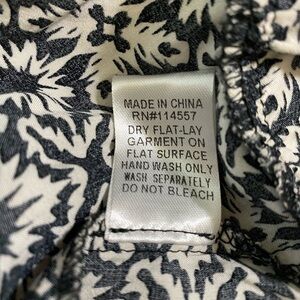 MADE IN CHINA
RN#114557
DRY FLAT-LAY
GARMENT ON
FLAT SURFACE
HAND WASH ONLY
WASH SEPARATELY
DO NOT BLEACH